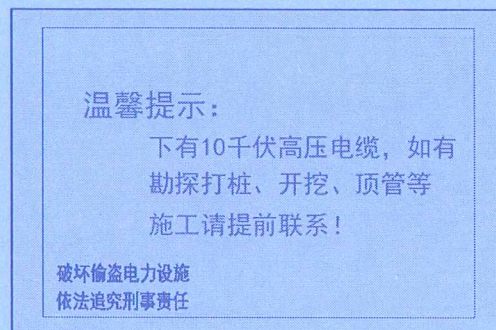 温馨提示：
下有10千伏高压电缆，如有
勘探打桩、开挖、顶管等
施工请提前联系！
破坏偷盗电力设施
依法追究刑事责任